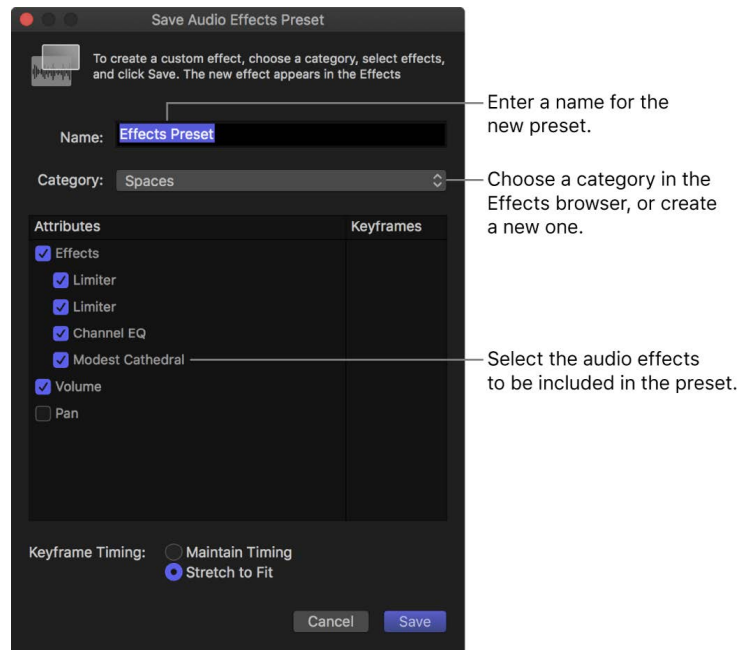 Save Audio Effects Preset
To create a custom effect, choose a category, select effects,
and click Save. The new effect appears in the Effects
Enter a name for the
new preset.
Name: Effects Preset
Category: Spaces
Choose a category in the
Effects browser, or create
a new one.
Attributes Keyframes
Effects
Limiter
Limiter
Channel EQ
Modest Cathedral
Select the audio effects
to be included in the preset.
Volume
Pan
Keyframe Timing: Maintain Timing
Stretch to Fit
Cancel Save